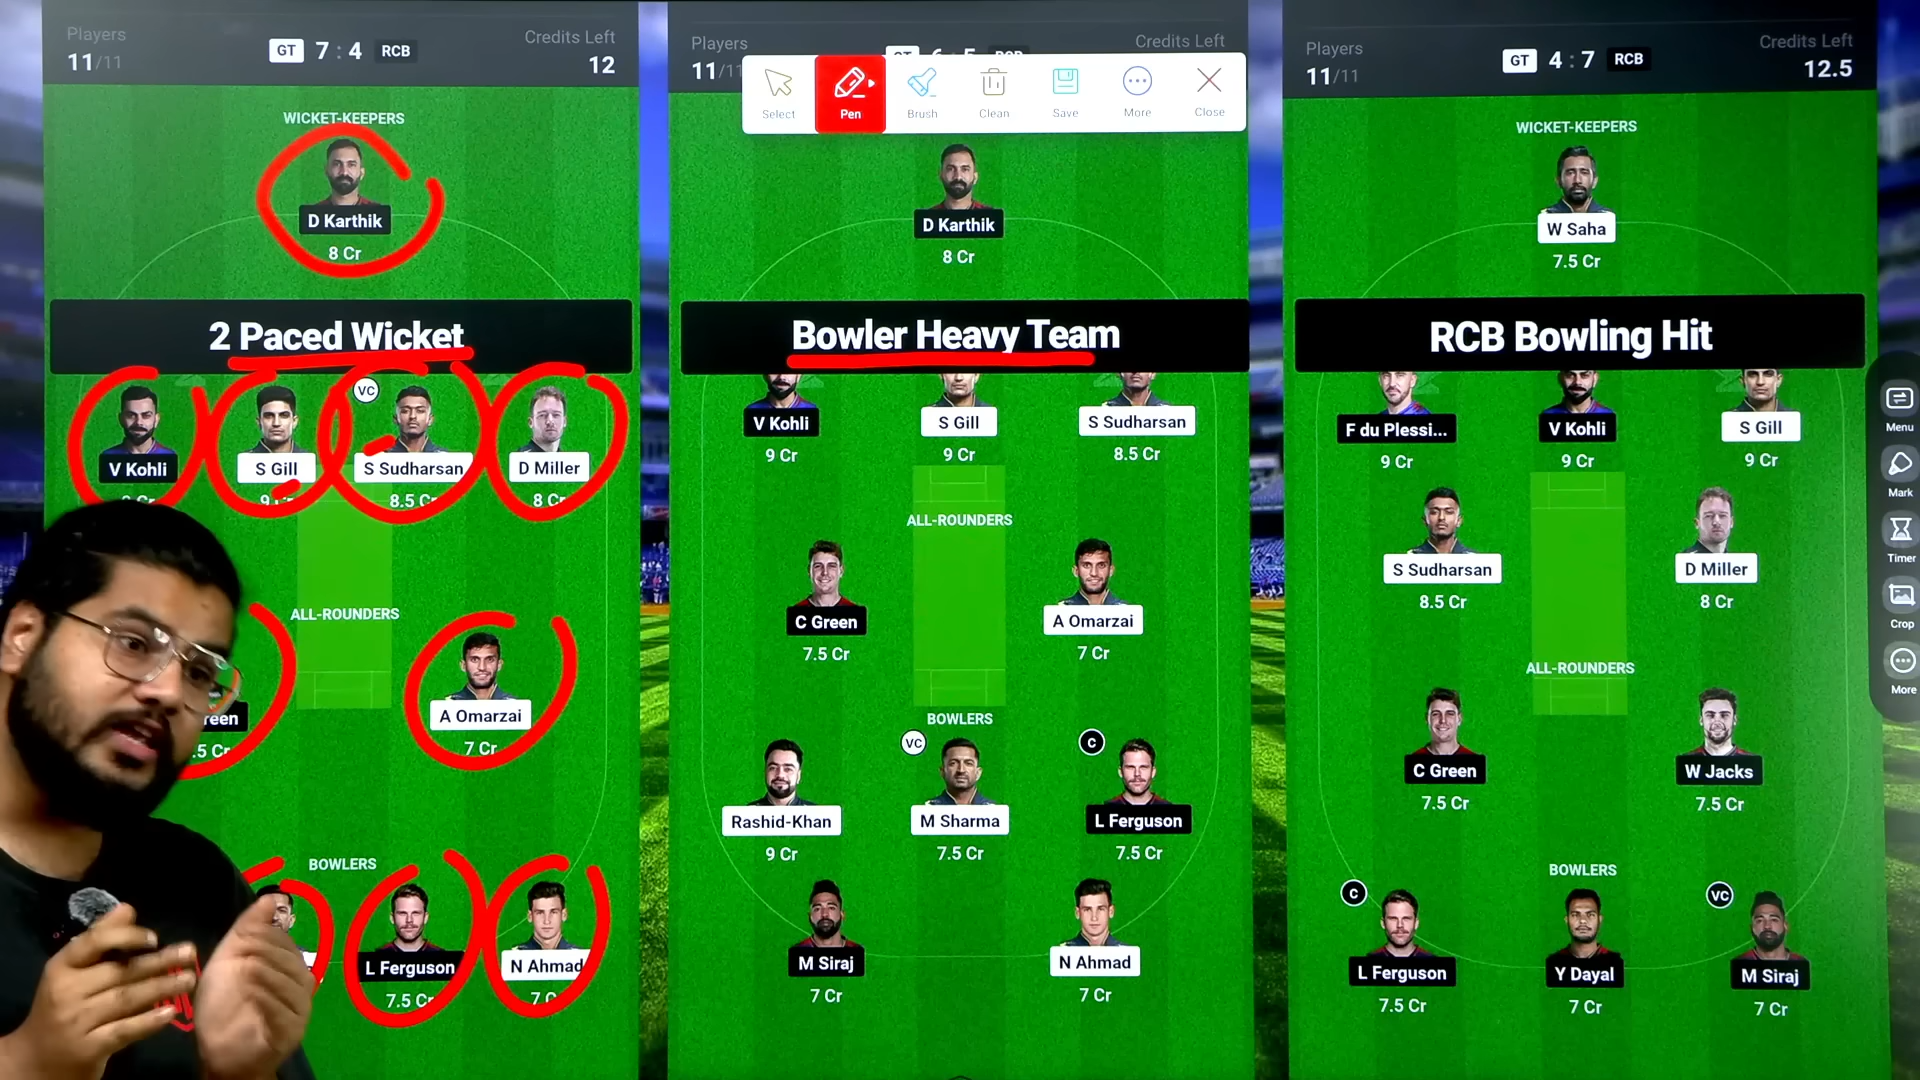 Players
11/11
GT 7 : 4 RCB
Credits Left
12
WICKET-KEEPERS
D Karthik
8 Cr
2 Paced Wicket
VC
V Kohli
S Gill
S Sudharsan
D Miller
8.5 Cr
8 Cr
ALL-ROUNDERS
A Omarzai
7 Cr
BOWLERS
L Ferguson
N Ahmad
7.5 Cr
Players
11/11
Credits Left
Select
Pen
Brush
Clean
Save
More
Close
D Karthik
8 Cr
Bowler Heavy Team
V Kohli
S Gill
S Sudharsan
9 Cr
9 Cr
8.5 Cr
ALL-ROUNDERS
C Green
A Omarzai
7.5 Cr
7 Cr
BOWLERS
VC
C
Rashid-Khan
M Sharma
L Ferguson
9 Cr
7.5 Cr
7.5 Cr
M Siraj
N Ahmad
7 Cr
7 Cr
Players
11/11
GT 4 : 7 RCB
Credits Left
12.5
WICKET-KEEPERS
W Saha
7.5 Cr
RCB Bowling Hit
F du Plessi...
V Kohli
S Gill
9 Cr
9 Cr
9 Cr
S Sudharsan
D Miller
8.5 Cr
8 Cr
ALL-ROUNDERS
C Green
W Jacks
7.5 Cr
7.5 Cr
BOWLERS
C
VC
L Ferguson
Y Dayal
M Siraj
7.5 Cr
7 Cr
7 Cr
Menu
Mark
Timer
Crop
More